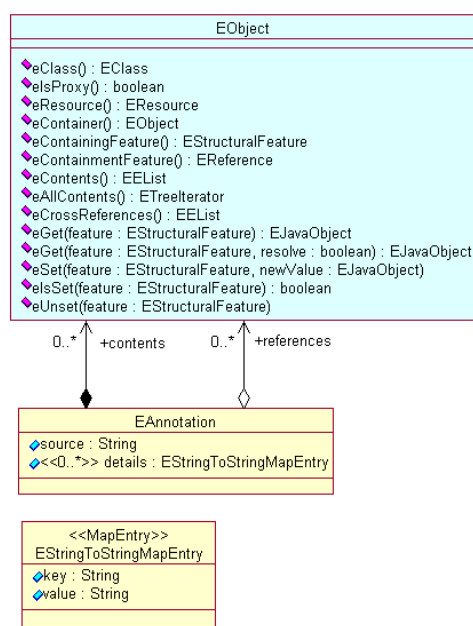 EObject
eClass() : EClass
eIsProxy() : boolean
eResource() : EResource
eContainer() : EObject
eContainingFeature() : EStructuralFeature
eContainmentFeature() : EReference
eContents() : EEList
eAllContents() : ETreeIterator
eCrossReferences() : EEList
eGet(feature : EStructuralFeature) : EJavaObject
eGet(feature : EStructuralFeature, resolve : boolean) : EJavaObject
eSet(feature : EStructuralFeature, newValue : EJavaObject)
eIsSet(feature : EStructuralFeature) : boolean
eUnset(feature : EStructuralFeature)
0..* +contents 0..* +references
EAnnotation
source : String
<<0..*>> details : EStringToStringMapEntry
<<MapEntry>>
EStringToStringMapEntry
key : String
value : String